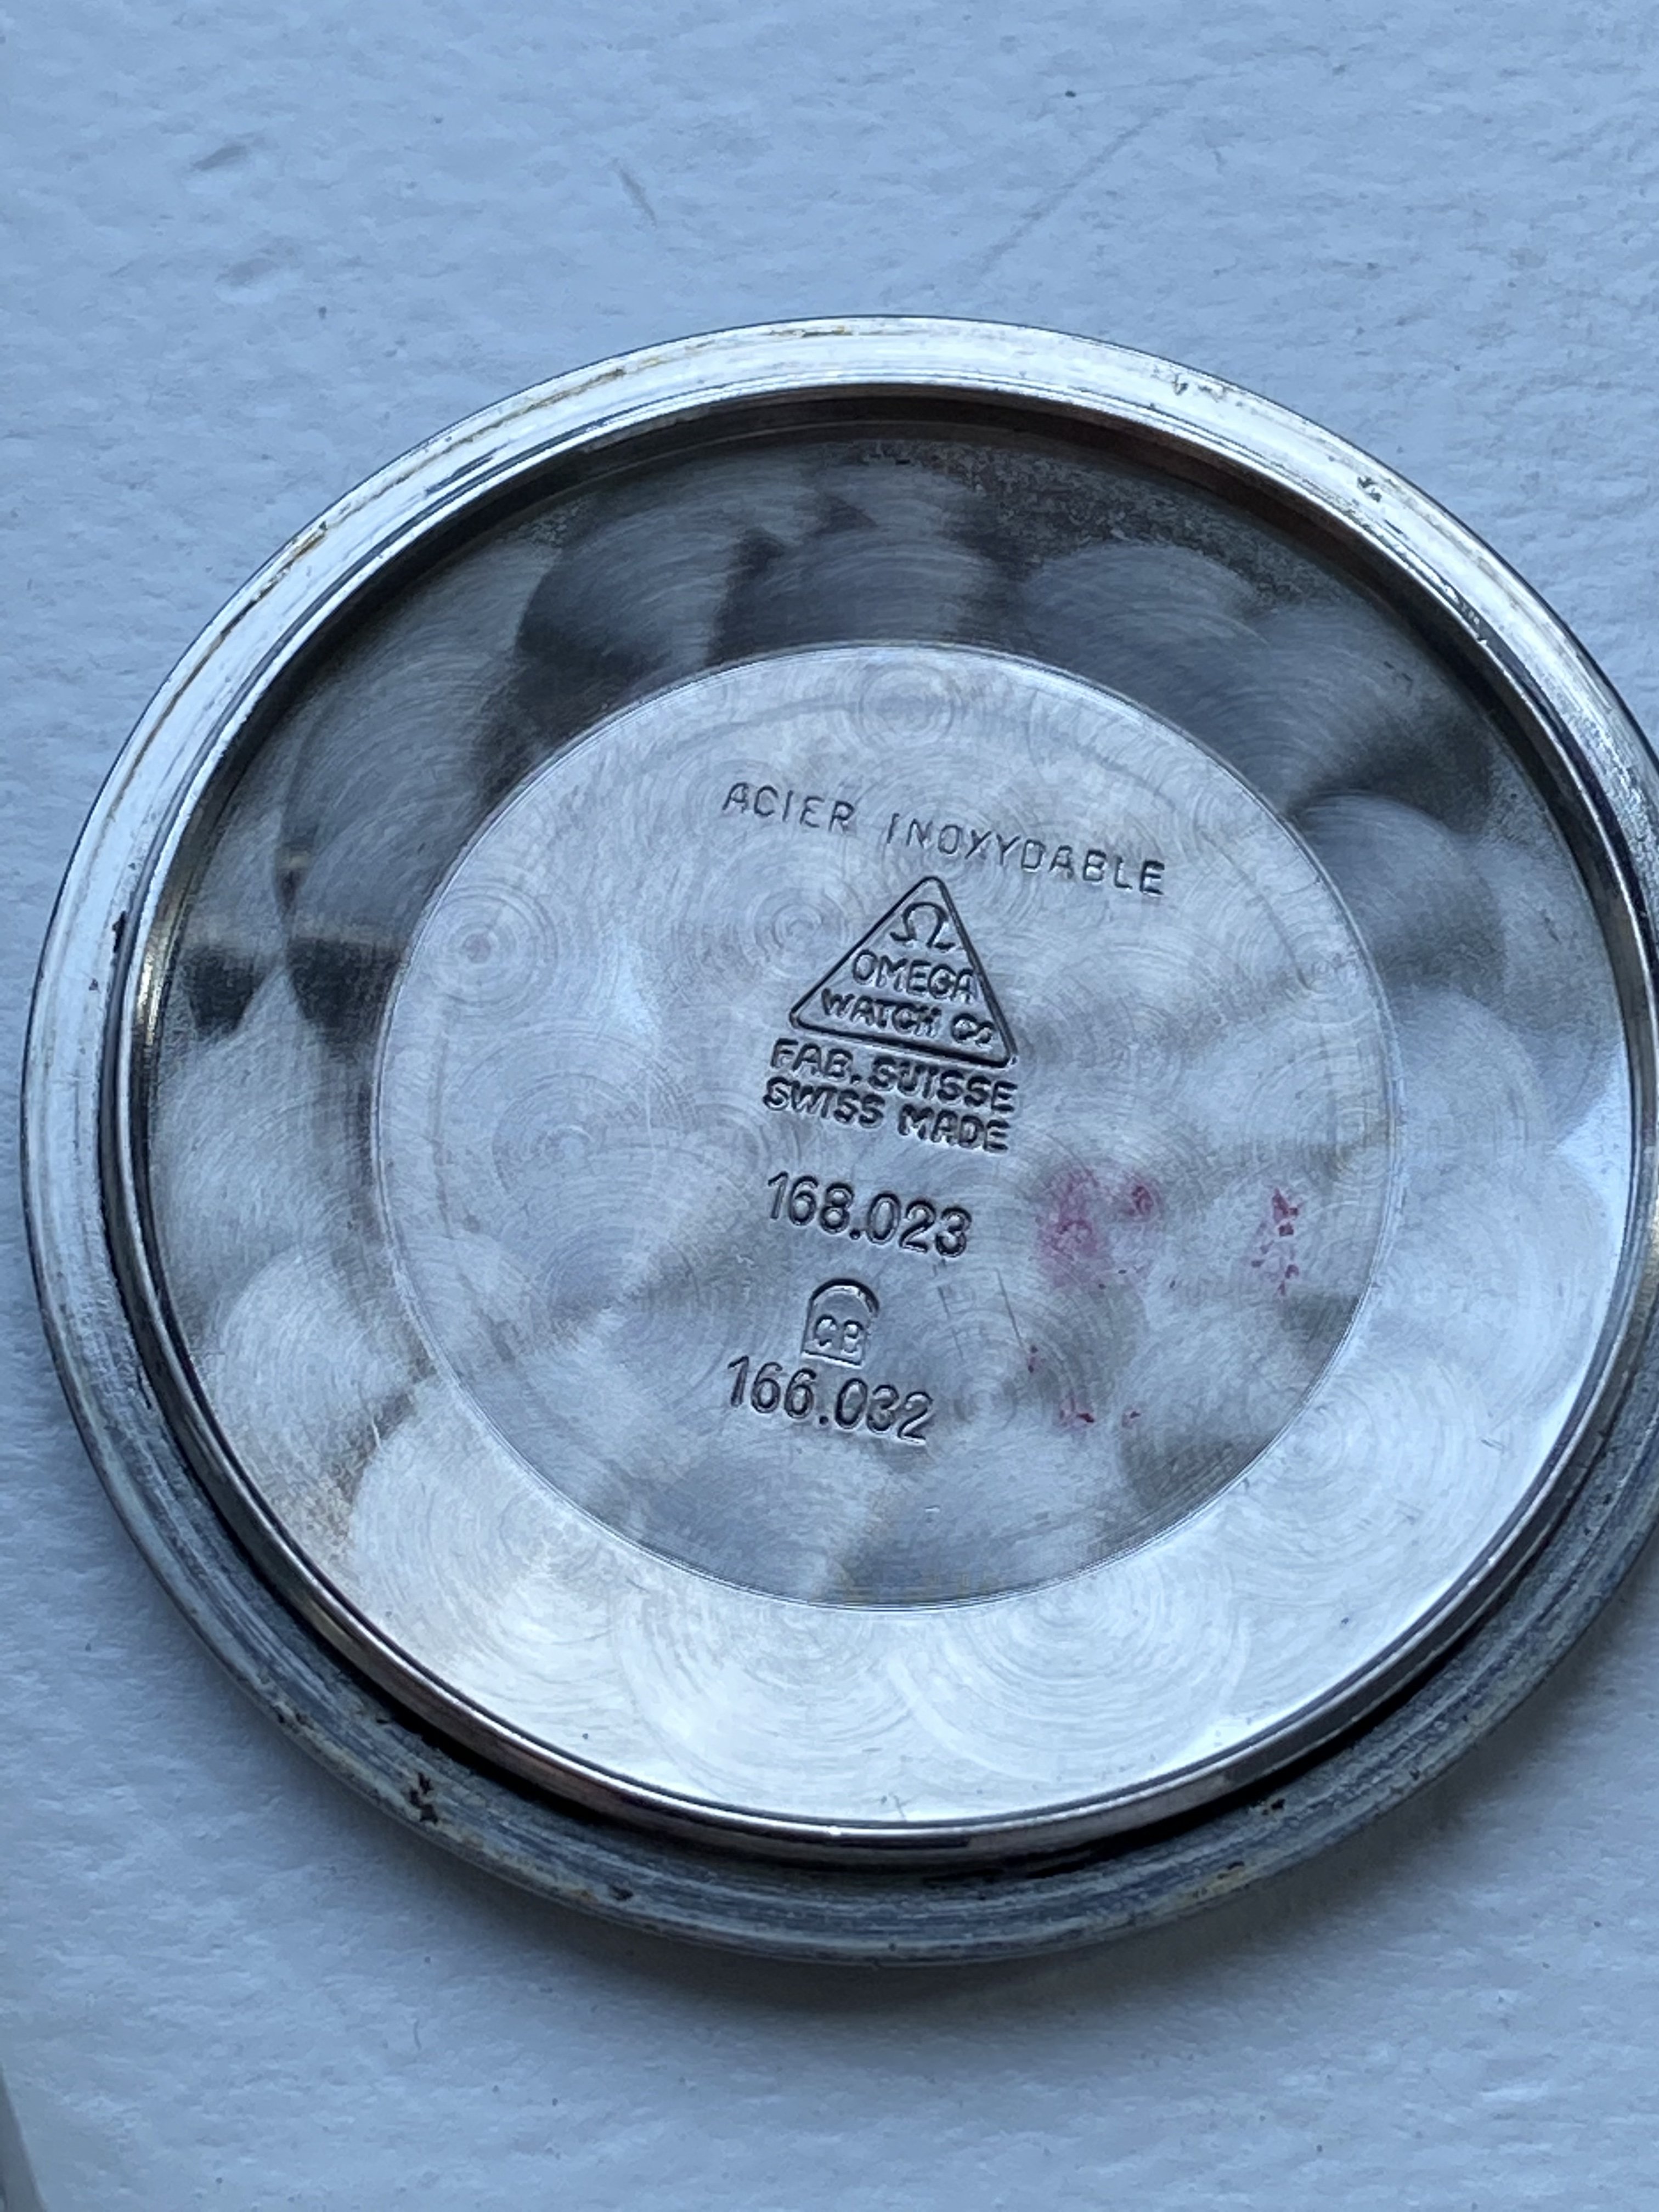 ACIER INOXYDABLE
Ω
OMEGA
WATCH Co
FAB. SUISSE
SWISS MADE
168.023
CB
166.032